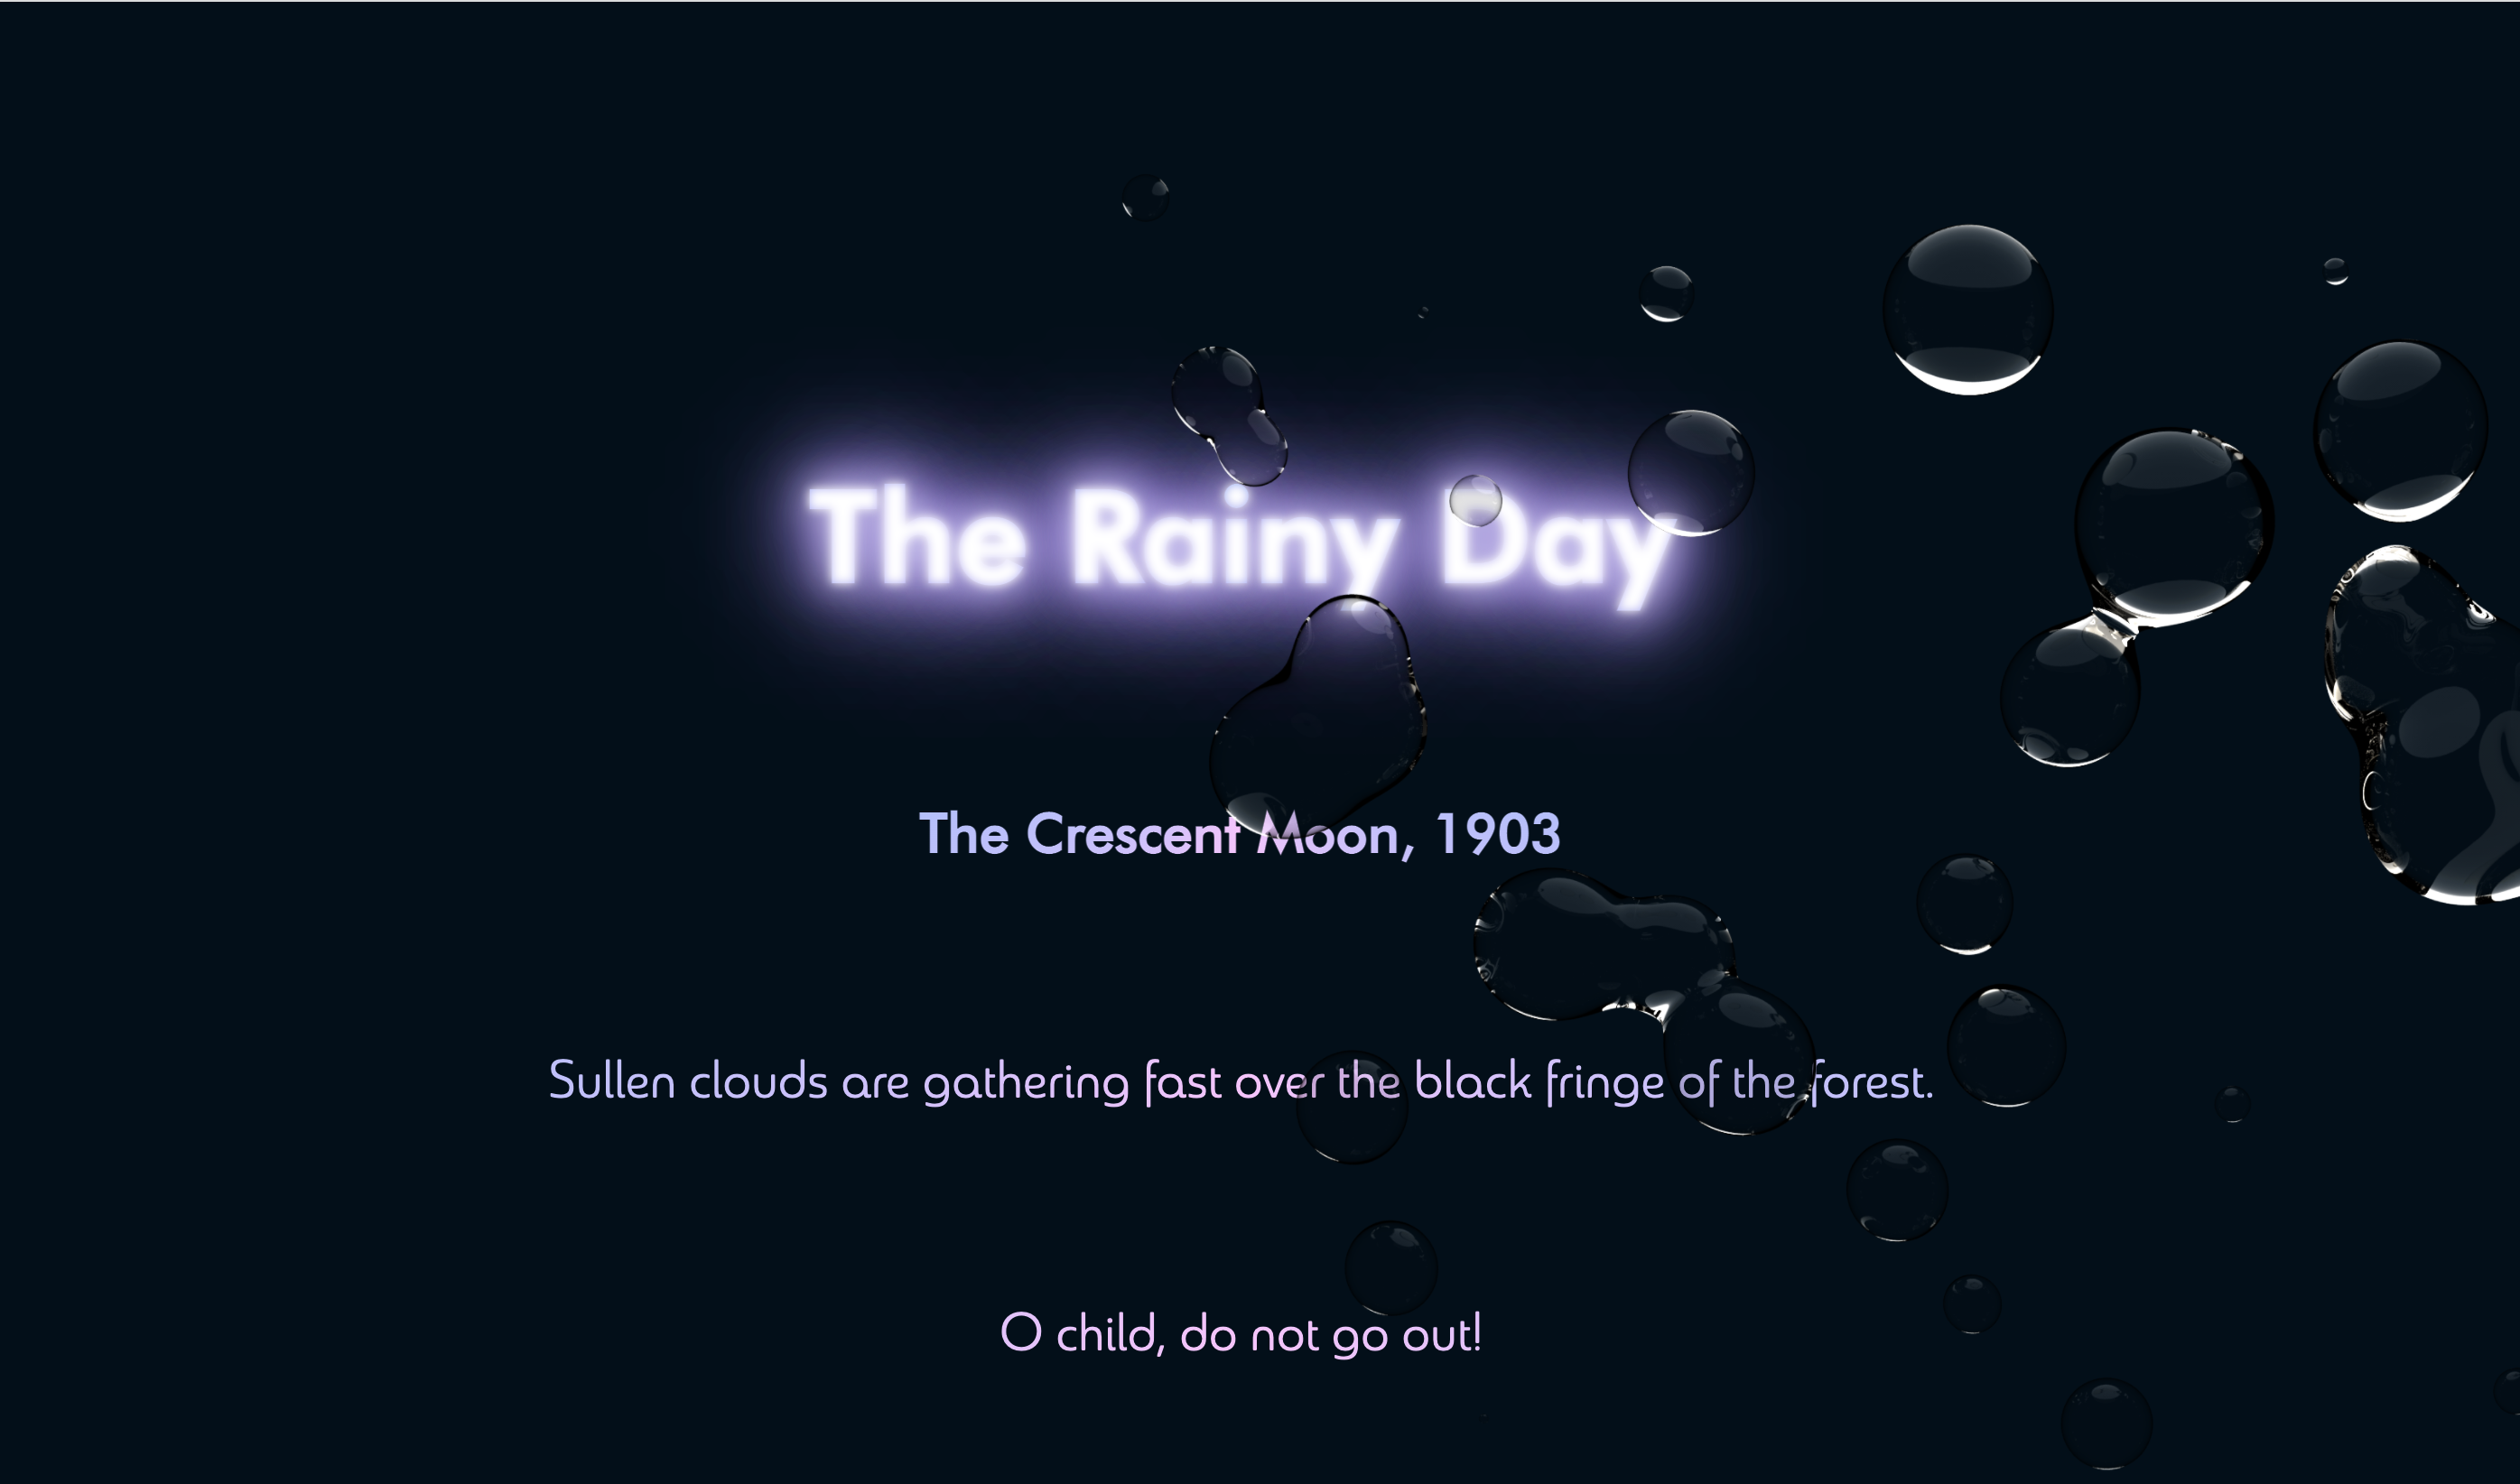 The Rainy Day
The Crescent Moon, 1903
Sullen clouds are gathering fast over the black fringe of the forest.
O child, do not go out!